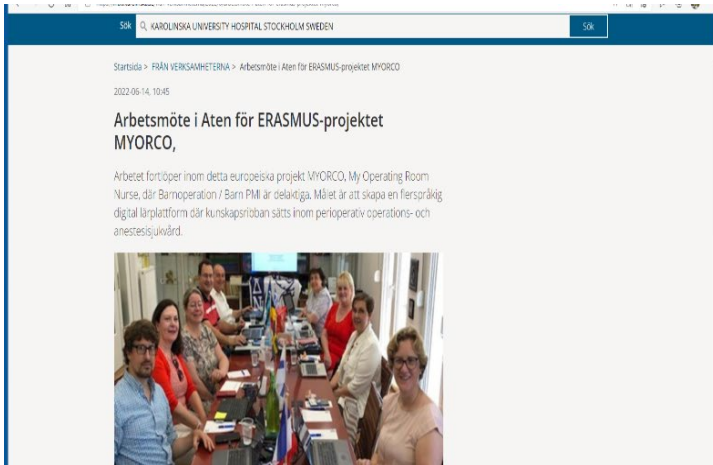 Sök KAROLINSKA UNIVERSITY HOSPITAL STOCKHOLM SWEDEN Sök
Startsida > FRÅN VERKSAMHETERNA > Arbetsmöte i Aten för ERASMUS-projektet MYORCO
2022-06-14, 10:45
Arbetsmöte i Aten för ERASMUS-projektet
MYORCO,
Arbetet fortlöper inom detta europeiska projekt MYORCO, My Operating Room
Nurse, där Barnoperation / Barn PMI är delaktiga. Målet är att skapa en flerspråkig
digital lärplattform där kunskapsribban sätts inom perioperativ operations- och
anestesisjukvård.